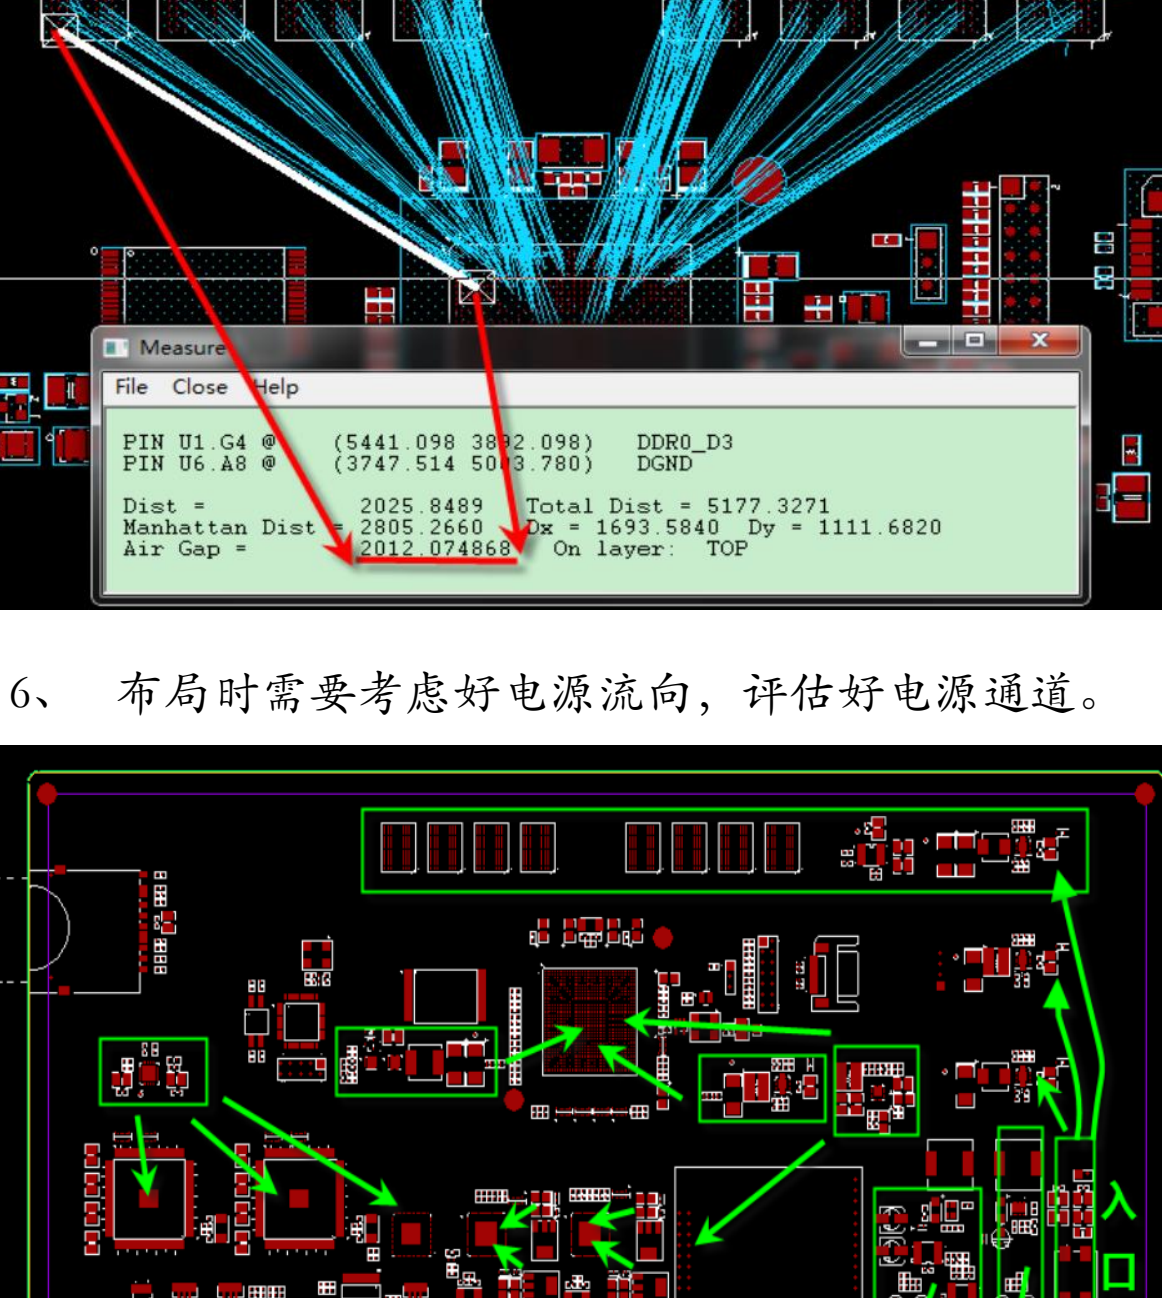 Measure
File Close Help
PIN U1.G4 @ (5441.098 3892.098) DDR0_D3
PIN U6.A8 @ (3747.514 5003.780) DGND
Dist = 2025.8489 Total Dist = 5177.3271
Manhattan Dist = 2805.2660 Dx = 1693.5840 Dy = 1111.6820
Air Gap = 2012.074868 On layer: TOP
6、 布局时需要考虑好电源流向，评估好电源通道。
入
口